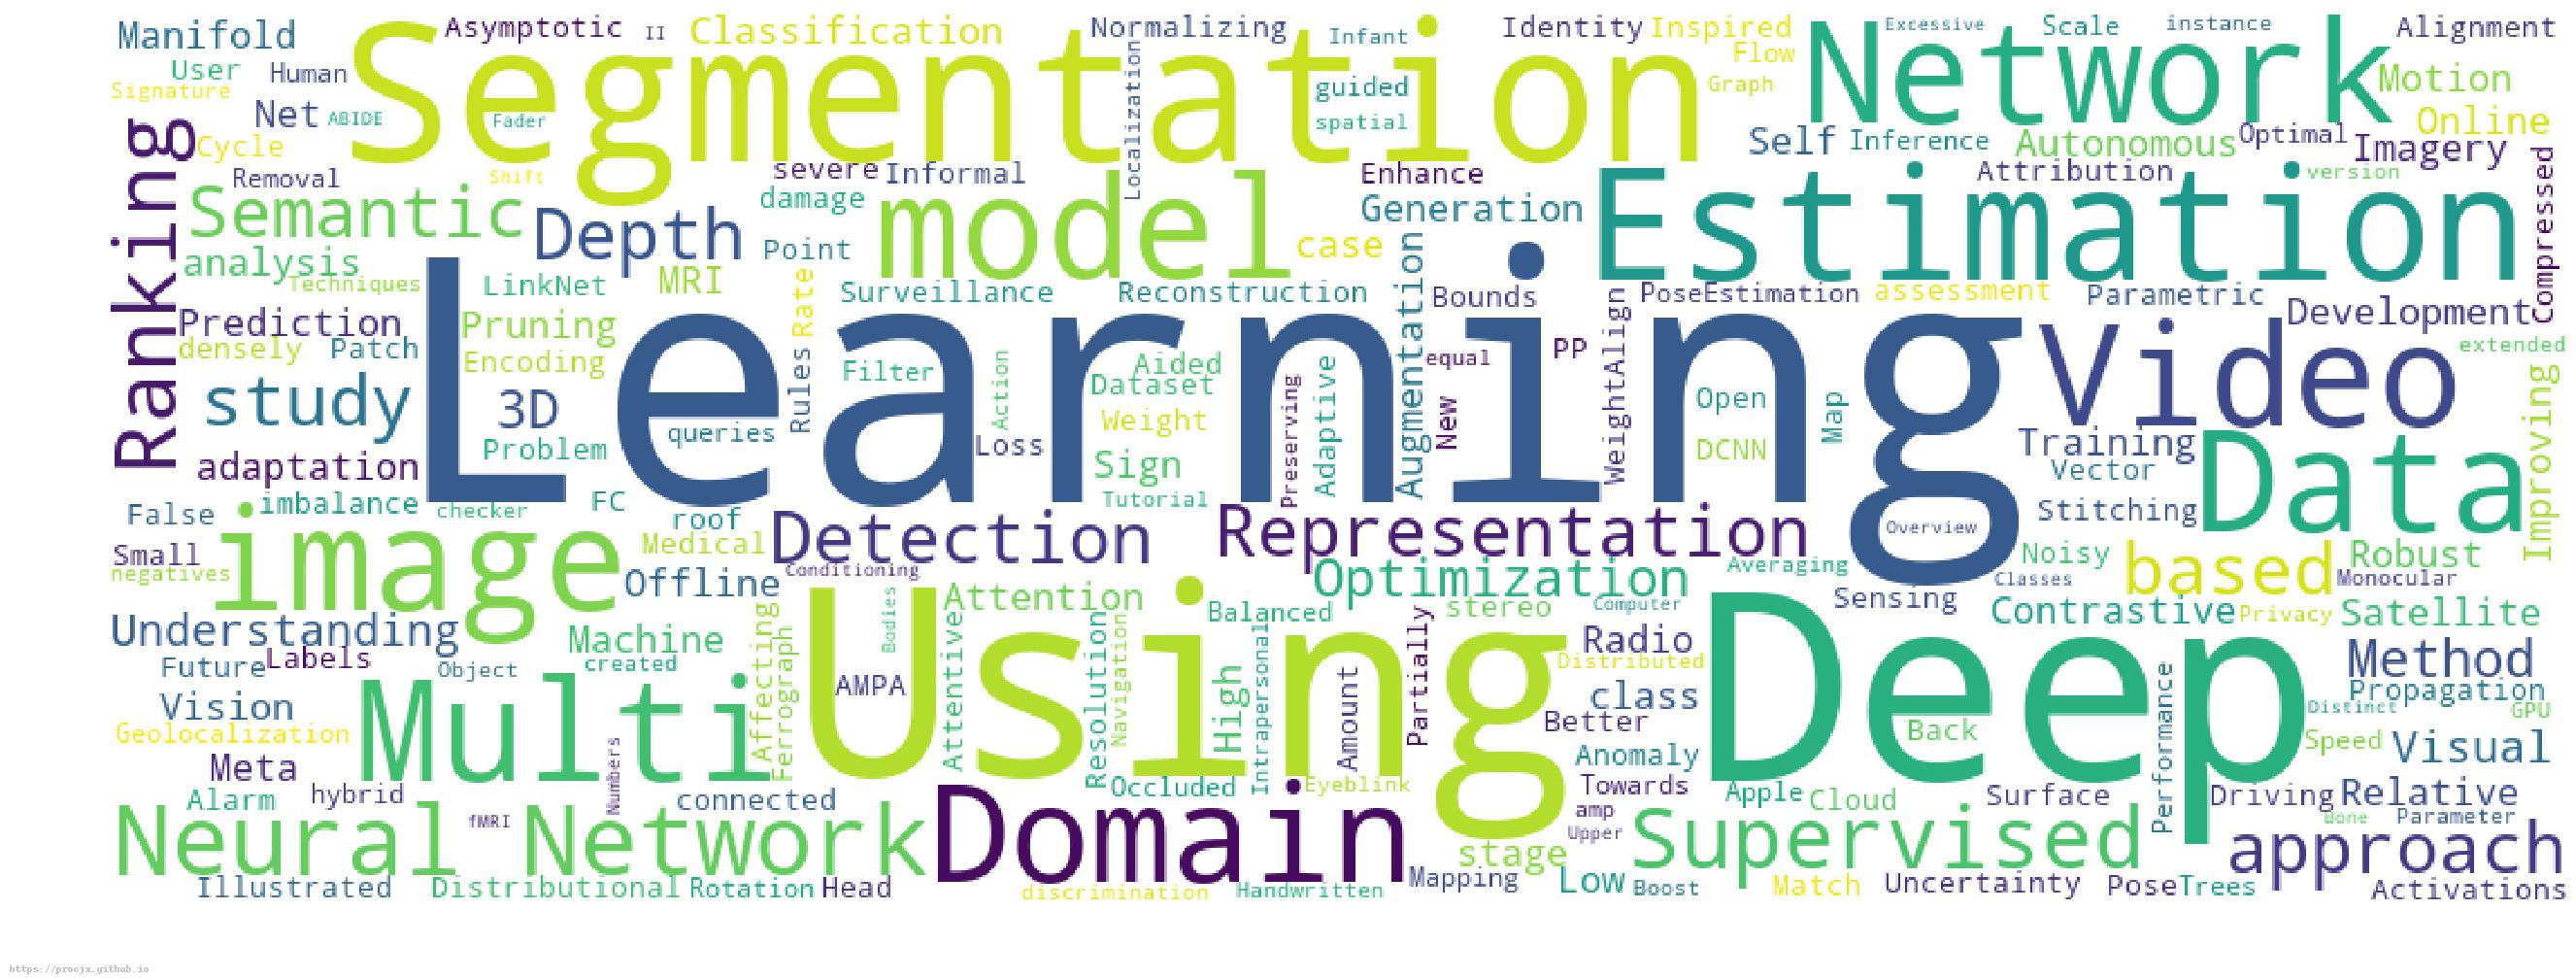 Manifold
Asymptotic
II
Classification
Normalizing
Infant
Identity
Inspired
Excessive
Scale
instance
Alignment
User
Human
Segmentation
Localization
guided
Flow
Network
Motion
Signature
Net
ABIDE
Fader
spatial
Graph
Online
Ranking
Cycle
Self
Inference
Autonomous
Optimal
Imagery
Removal
Shift
severe
Informal
Enhance
Attribution
version
Compressed
Semantic
Depth
damage
model
Generation
Estimation
analysis
Point
case
Techniques
LinkNet
MRI
Rate
Surveillance
Reconstruction
Augmentation
Bounds
WeightAlign
PoseEstimation
assessment
Parametric
Development
Prediction
Pruning
Learning
Video
densely
Patch
Encoding
Rules
Filter
Action
Aided
equal
PP
extended
study
3D
Dataset
Preserving
Adaptive
New
Open
Map
Improving
Problem
queries
Weight
Loss
Sign
DCNN
Training
Data
adaptation
Vector
imbalance
checker
FC
Tutorial
False
roof
Stitching
image
Medical
Detection
Representation
Overview
Small
negatives
Offline
Conditioning
Optimization
Averaging
Noisy
based
Robust
Classes
Monocular
Understanding
Using
Bodies
Attention
Balanced
stereo
Computer
Sensing
Contrastive
Privacy
Satellite
Machine
Affecting
Ferrograph
Attentive
Resolution
Navigation
High
Intrapersonal
Partially
Radio
Deep
Future
Labels
Object
created
Distributed
Method
Vision
Multi
AMPA
Amount
class
Performance
Propagation
Geolocalization
Better
Back
Distinct
GPU
Meta
Numbers
Anomaly
Speed
Visual
Alarm
hybrid
connected
Domain
Occluded
Eyeblink
Towards
Apple
Cloud
Surface
Driving
Relative
Neural Network
fMRI
amp
Upper
Supervised
Bone
Parameter
stage
approach
Illustrated
Distributional
Rotation
Head
discrimination
Handwritten
Mapping
Low
Boost
Match
Uncertainty
Pose
Trees
Activations
https://procjx.github.io